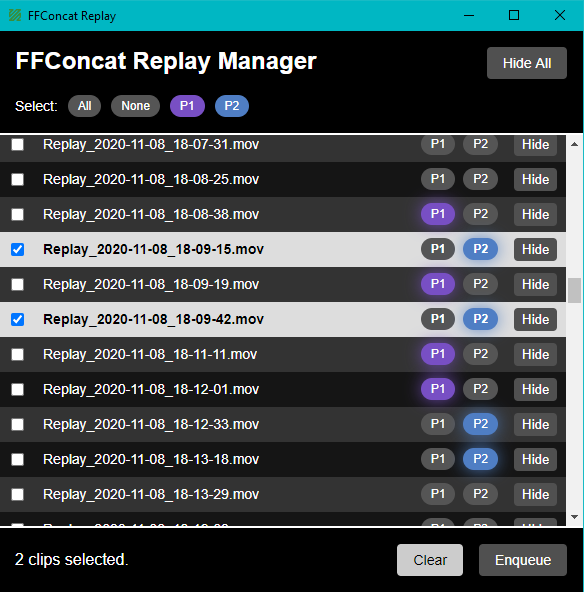 FFConcat Replay
FFConcat Replay Manager Hide All
Select: All None P1 P2
Replay_2020-11-08_18-07-31.mov P1 P2 Hide
Replay_2020-11-08_18-08-25.mov P1 P2 Hide
Replay_2020-11-08_18-08-38.mov P1 P2 Hide
Replay_2020-11-08_18-09-15.mov P1 P2 Hide
Replay_2020-11-08_18-09-19.mov P1 P2 Hide
Replay_2020-11-08_18-09-42.mov P1 P2 Hide
Replay_2020-11-08_18-11-11.mov P1 P2 Hide
Replay_2020-11-08_18-12-01.mov P1 P2 Hide
Replay_2020-11-08_18-12-33.mov P1 P2 Hide
Replay_2020-11-08_18-13-18.mov P1 P2 Hide
Replay_2020-11-08_18-13-29.mov P1 P2 Hide
2 clips selected. Clear Enqueue